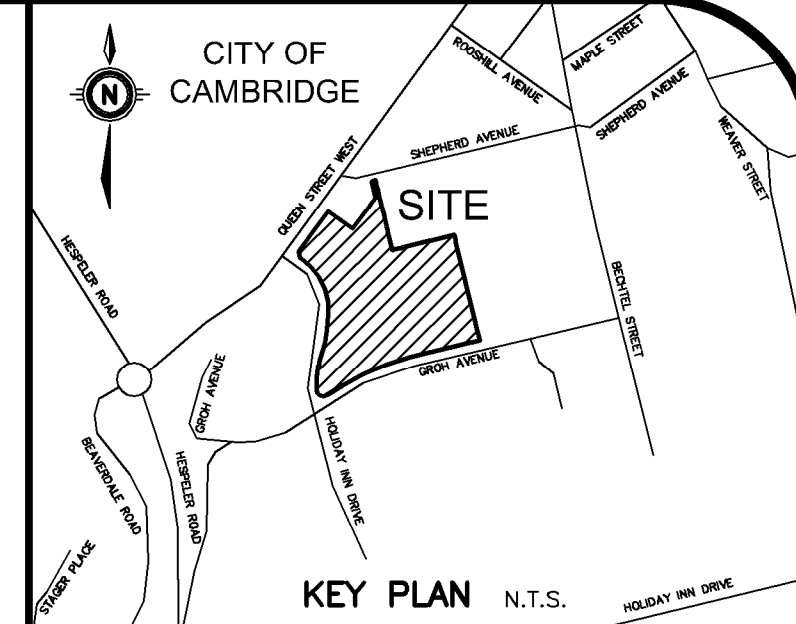 CITY OF
CAMBRIDGE
N
ROOSHILL AVENUE
MAPLE STREET
SHEPHERD AVENUE
SHEPHERD AVENUE
WEAVER STREET
QUEEN STREET WEST
SITE
HESPELER ROAD
BECHTEL STREET
GROH AVENUE
GROH AVENUE
HOLIDAY INN DRIVE
BEAVERDALE ROAD
HESPELER ROAD
STAGER PLACE
KEY PLAN N.T.S.
HOLIDAY INN DRIVE